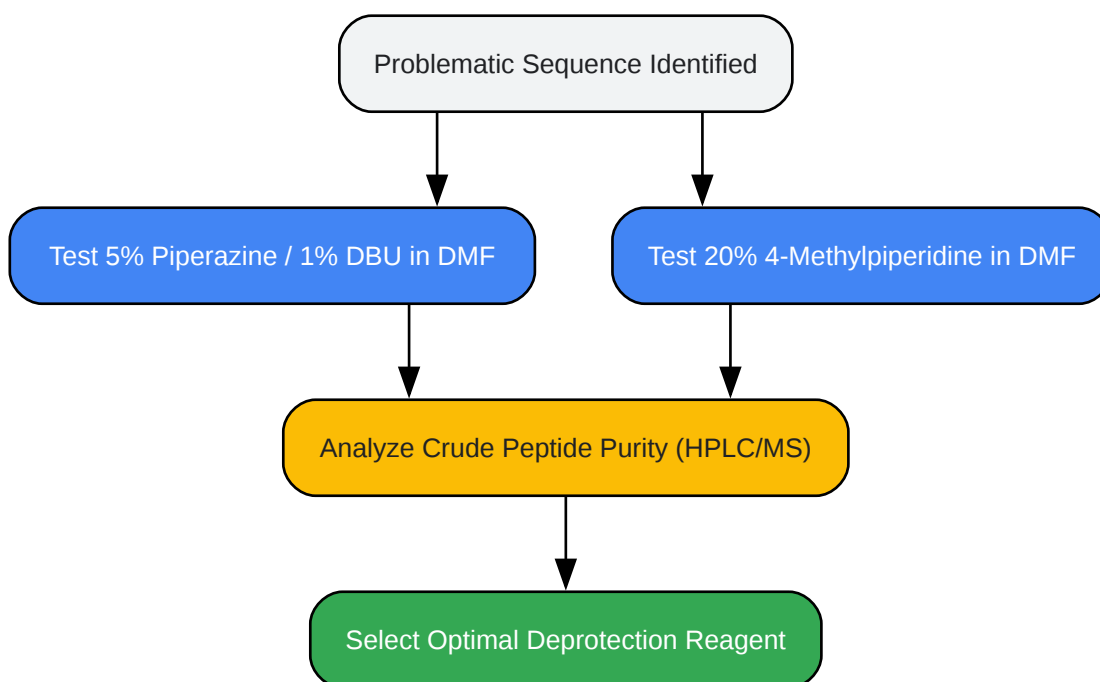 Problematic Sequence Identified
Test 5% Piperazine / 1% DBU in DMF
Test 20% 4-Methylpiperidine in DMF
Analyze Crude Peptide Purity (HPLC/MS)
Select Optimal Deprotection Reagent